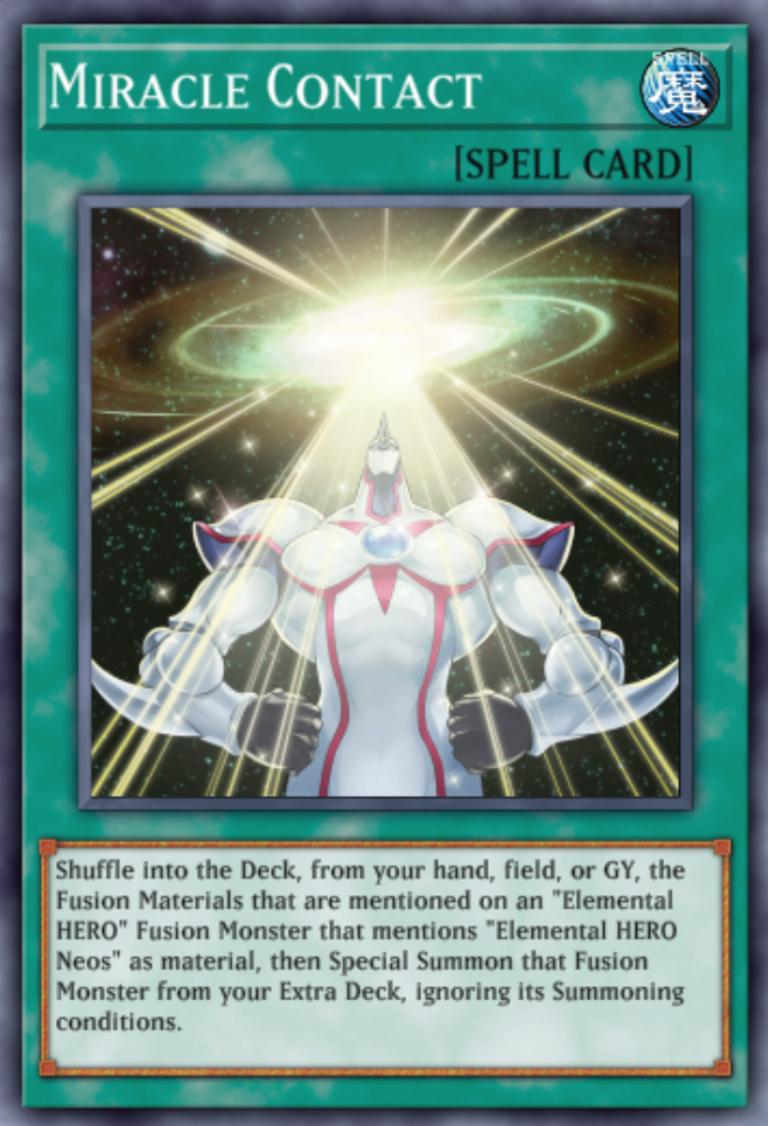 Miracle Contact
SPELL
魔
[SPELL CARD]
Shuffle into the Deck, from your hand, field, or GY, the
Fusion Materials that are mentioned on an "Elemental
HERO" Fusion Monster that mentions "Elemental HERO
Neos" as material, then Special Summon that Fusion
Monster from your Extra Deck, ignoring its Summoning
conditions.